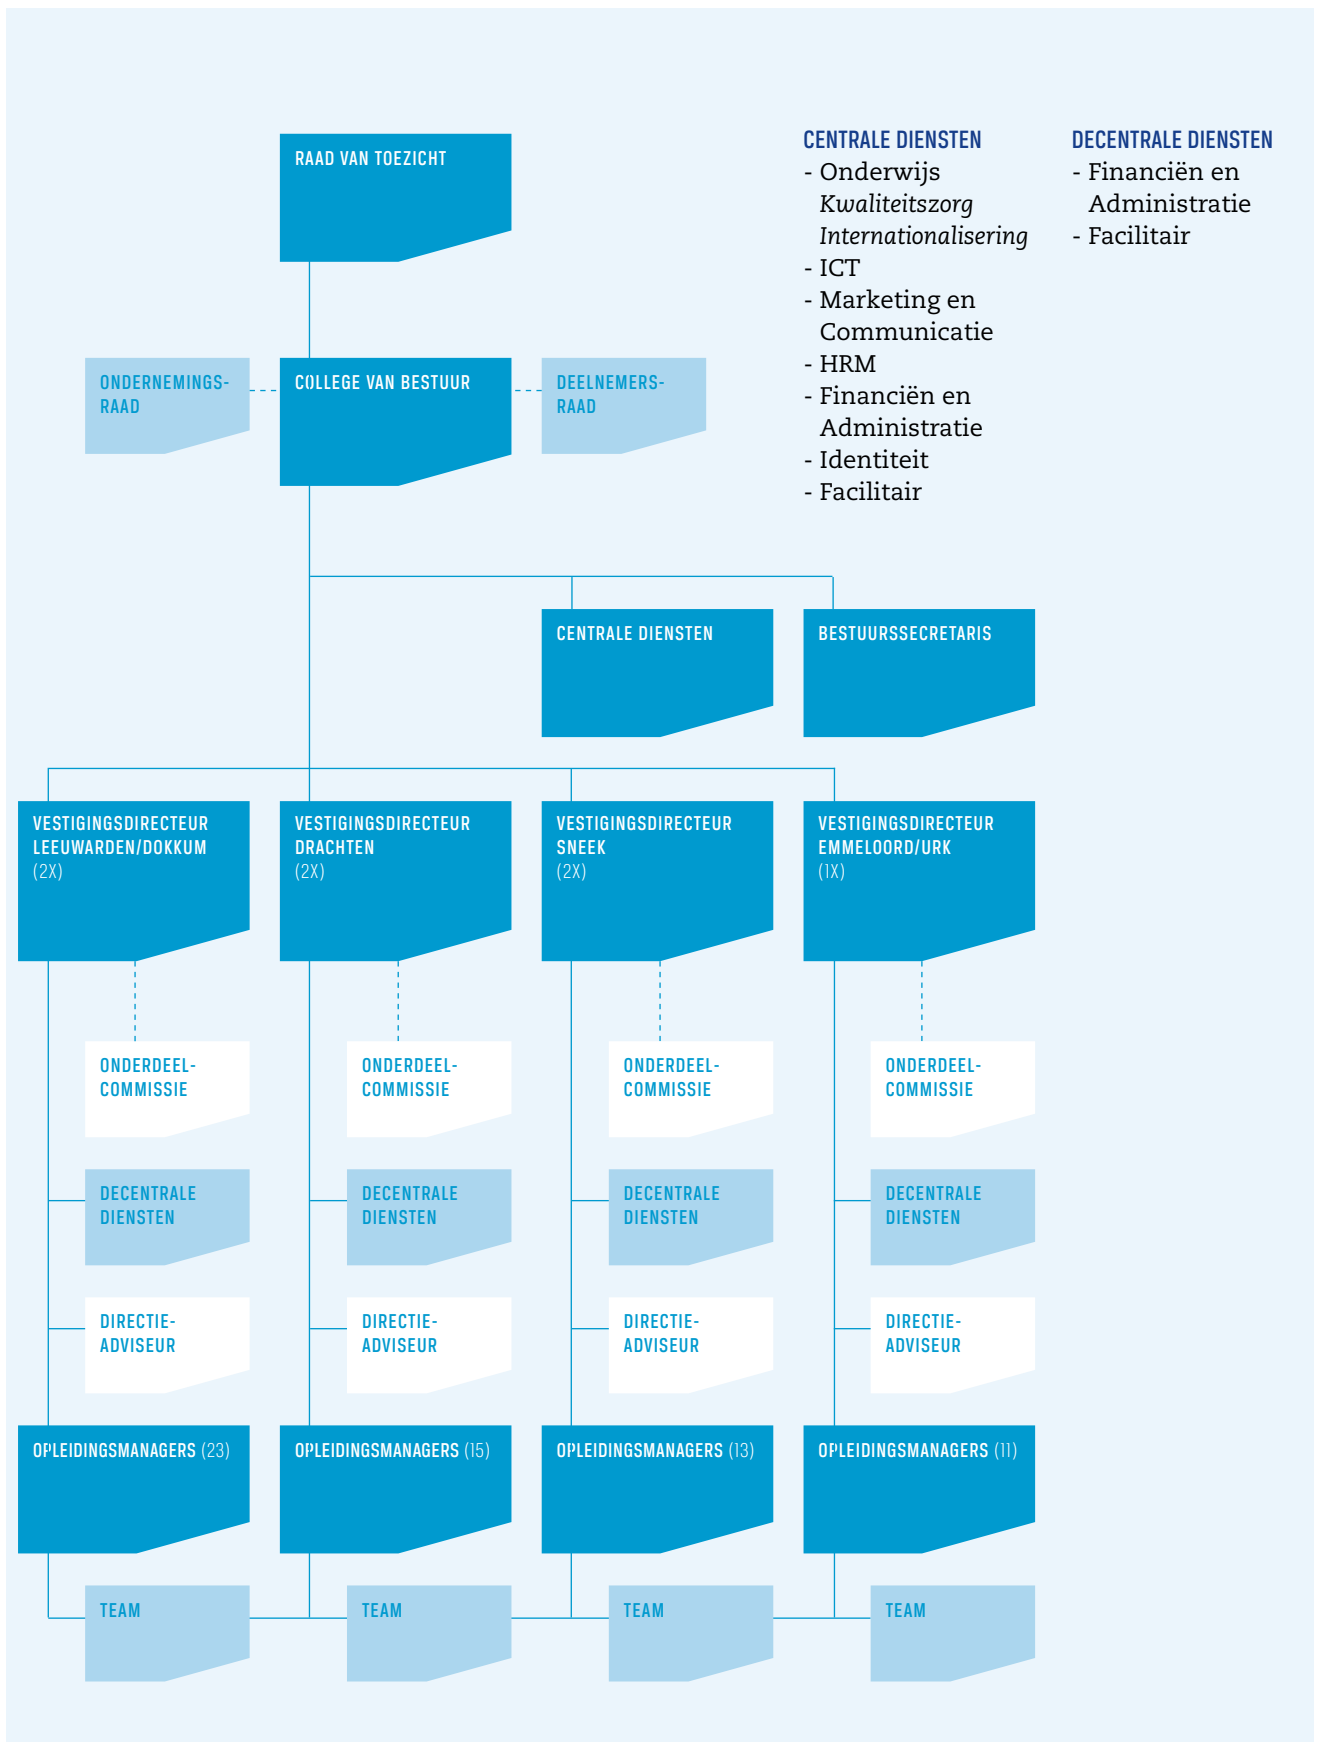 RAAD VAN TOEZICHT
CENTRALE DIENSTEN
- Onderwijs
Kwaliteitszorg
Internationalisering
- ICT
- Marketing en
Communicatie
- HRM
- Financiën en
Administratie
- Identiteit
- Facilitair
DECENTRALE DIENSTEN
- Financiën en
Administratie
- Facilitair
ONDERNEMINGS-
RAAD
COLLEGE VAN BESTUUR
DEELNEMERS-
RAAD
CENTRALE DIENSTEN
BESTUURSSECRETARIS
VESTIGINGSDIRECTEUR
LEEUWARDEN/DOKKUM
(2X)
VESTIGINGSDIRECTEUR
DRACHTEN
(2X)
VESTIGINGSDIRECTEUR
SNEEK
(2X)
VESTIGINGSDIRECTEUR
EMMELOORD/URK
(1X)
ONDERDEEL-
COMMISSIE
ONDERDEEL-
COMMISSIE
ONDERDEEL-
COMMISSIE
ONDERDEEL-
COMMISSIE
DECENTRALE
DIENSTEN
DECENTRALE
DIENSTEN
DECENTRALE
DIENSTEN
DECENTRALE
DIENSTEN
DIRECTIE-
ADVISEUR
DIRECTIE-
ADVISEUR
DIRECTIE-
ADVISEUR
DIRECTIE-
ADVISEUR
OPLEIDINGSMANAGERS (23)
OPLEIDINGSMANAGERS (15)
OPLEIDINGSMANAGERS (13)
OPLEIDINGSMANAGERS (11)
TEAM
TEAM
TEAM
TEAM